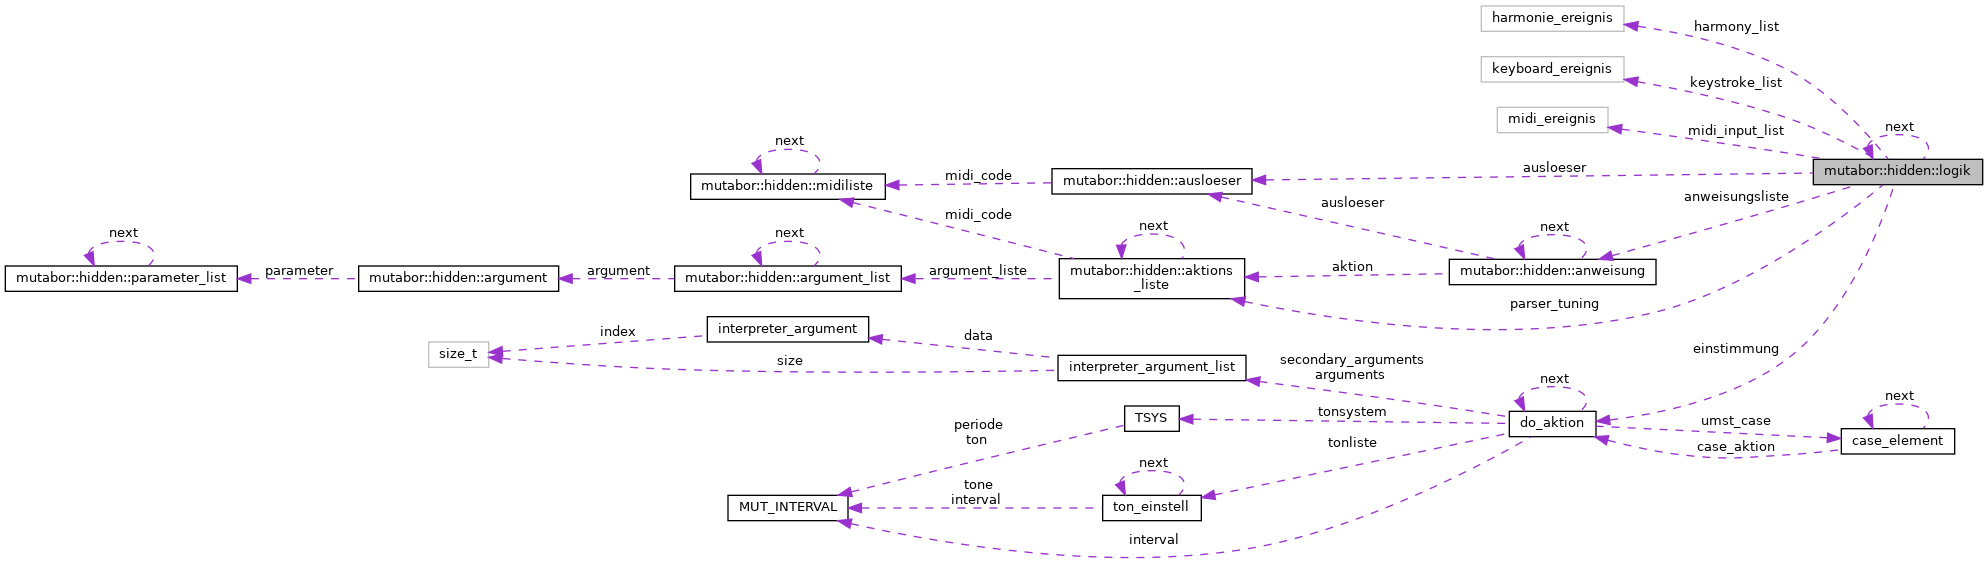 harmonie_ereignis
harmony_list
keyboard_ereignis
keystroke_list
midi_ereignis
midi_input_list
next
mutabor::hidden::logik
next
mutabor::hidden::midiliste
midi_code
mutabor::hidden::ausloeser
ausloeser
anweisungsliste
ausloeser
midi_code
next
mutabor::hidden::parameter_list
parameter
mutabor::hidden::argument
argument
next
mutabor::hidden::argument_list
argument_liste
next
mutabor::hidden::aktions
_liste
aktion
next
mutabor::hidden::anweisung
parser_tuning
size_t
index
size
interpreter_argument
data
interpreter_argument_list
secondary_arguments
arguments
einstimmung
next
do_aktion
umst_case
case_aktion
next
case_element
TSYS
tonsystem
tonliste
periode
ton
next
ton_einstell
tone
interval
MUT_INTERVAL
interval